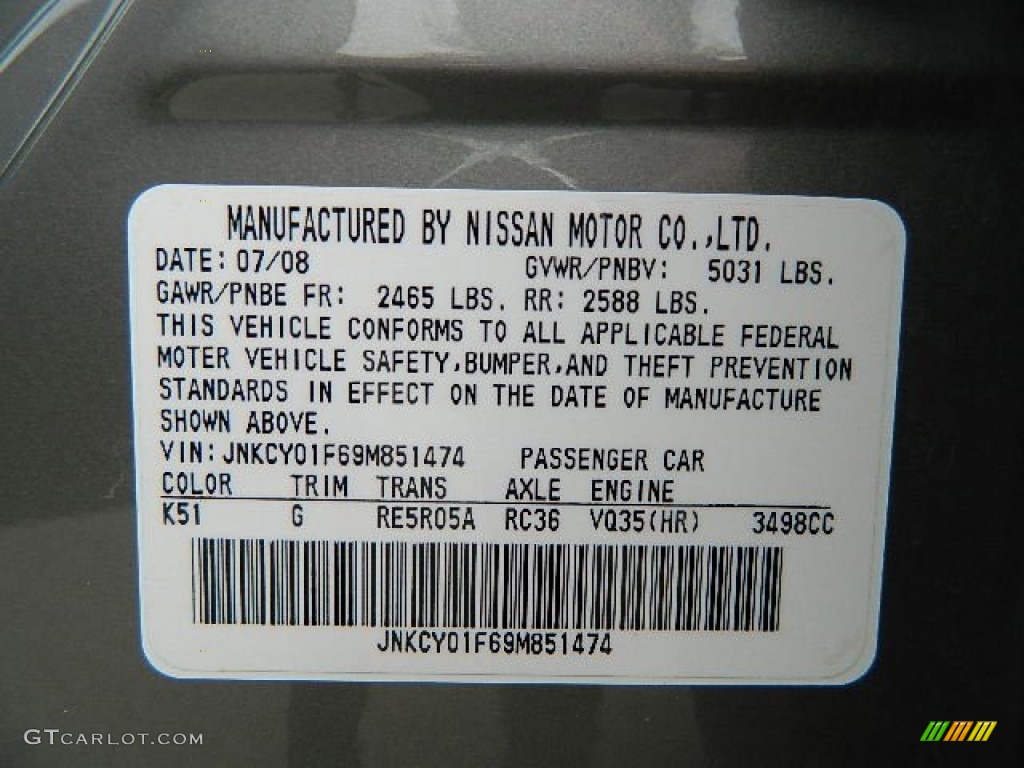 MANUFACTURED BY NISSAN MOTOR CO.,LTD.
DATE: 07/08 GVWR/PNBV: 5031 LBS.
GAWR/PNBE FR: 2465 LBS. RR: 2588 LBS.
THIS VEHICLE CONFORMS TO ALL APPLICABLE FEDERAL
MOTER VEHICLE SAFETY,BUMPER,AND THEFT PREVENTION
STANDARDS IN EFFECT ON THE DATE OF MANUFACTURE
SHOWN ABOVE.
VIN:JNKCY01F69M851474 PASSENGER CAR
COLOR TRIM TRANS AXLE ENGINE
K51 G RE5R05A RC36 VQ35(HR) 3498CC
JNKCY01F69M851474
GTCARLOT.COM